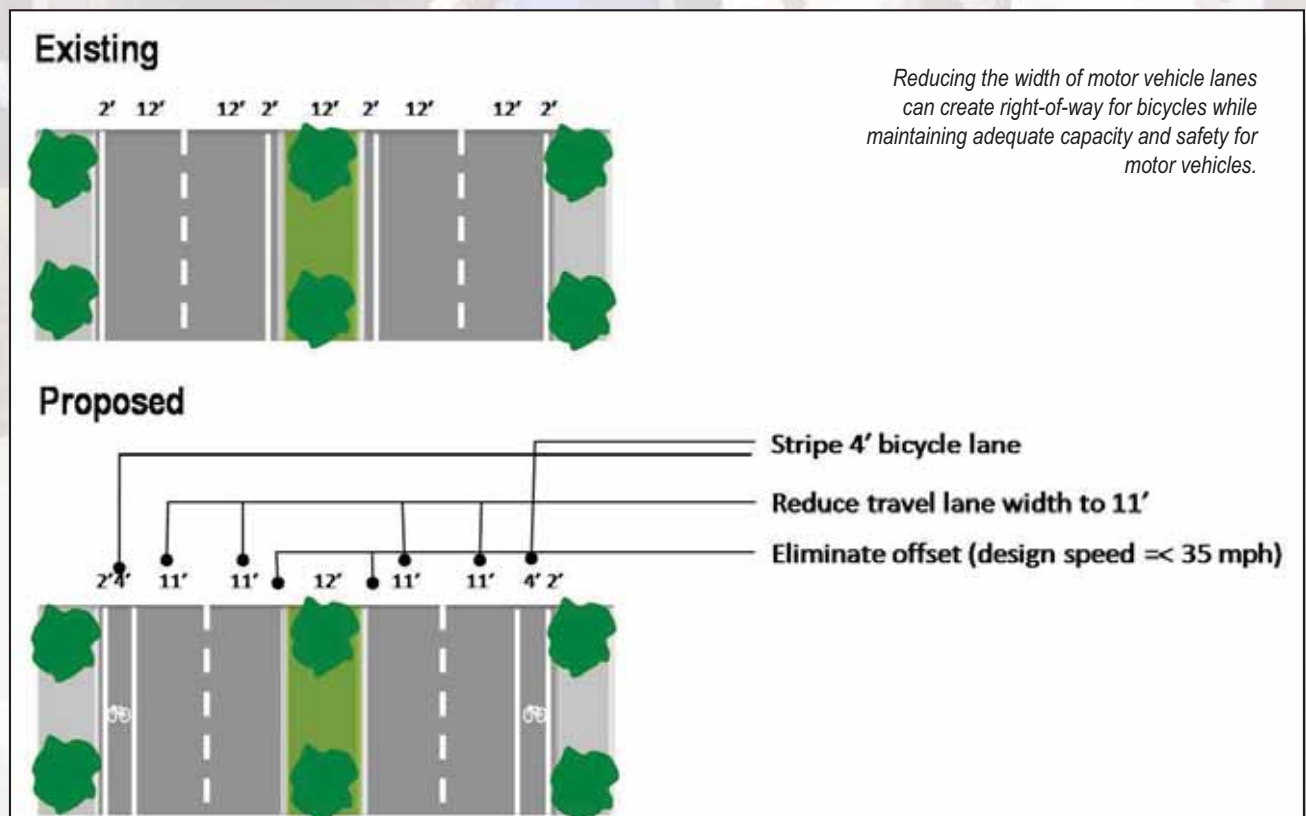 Existing
2' 12' 12' 2' 12' 2' 12' 12' 2'
Reducing the width of motor vehicle lanes
can create right-of-way for bicycles while
maintaining adequate capacity and safety for
motor vehicles.
Proposed
Stripe 4' bicycle lane
Reduce travel lane width to 11'
Eliminate offset (design speed =< 35 mph)
2' 4' 11' 11' 12' 11' 11' 4' 2'